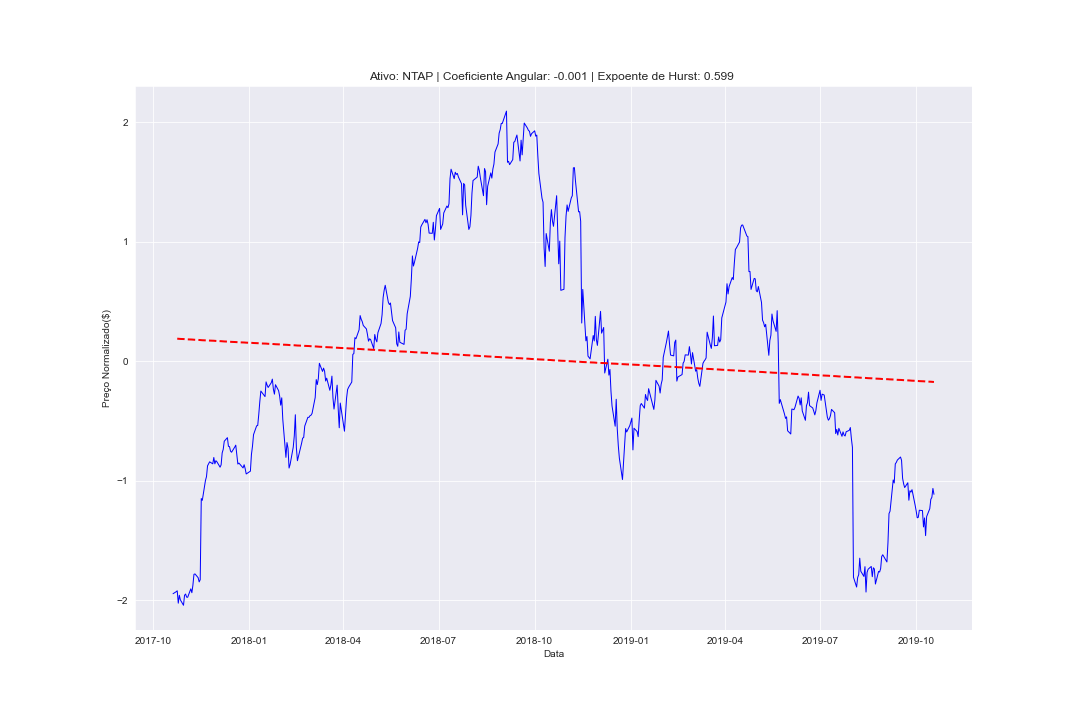 Ativo: NTAP | Coeficiente Angular: -0.001 | Expoente de Hurst: 0.599
Preço Normalizado($)
2
1
0
−1
−2
2017-10 2018-01 2018-04 2018-07 2018-10 2019-01 2019-04 2019-07 2019-10
Data